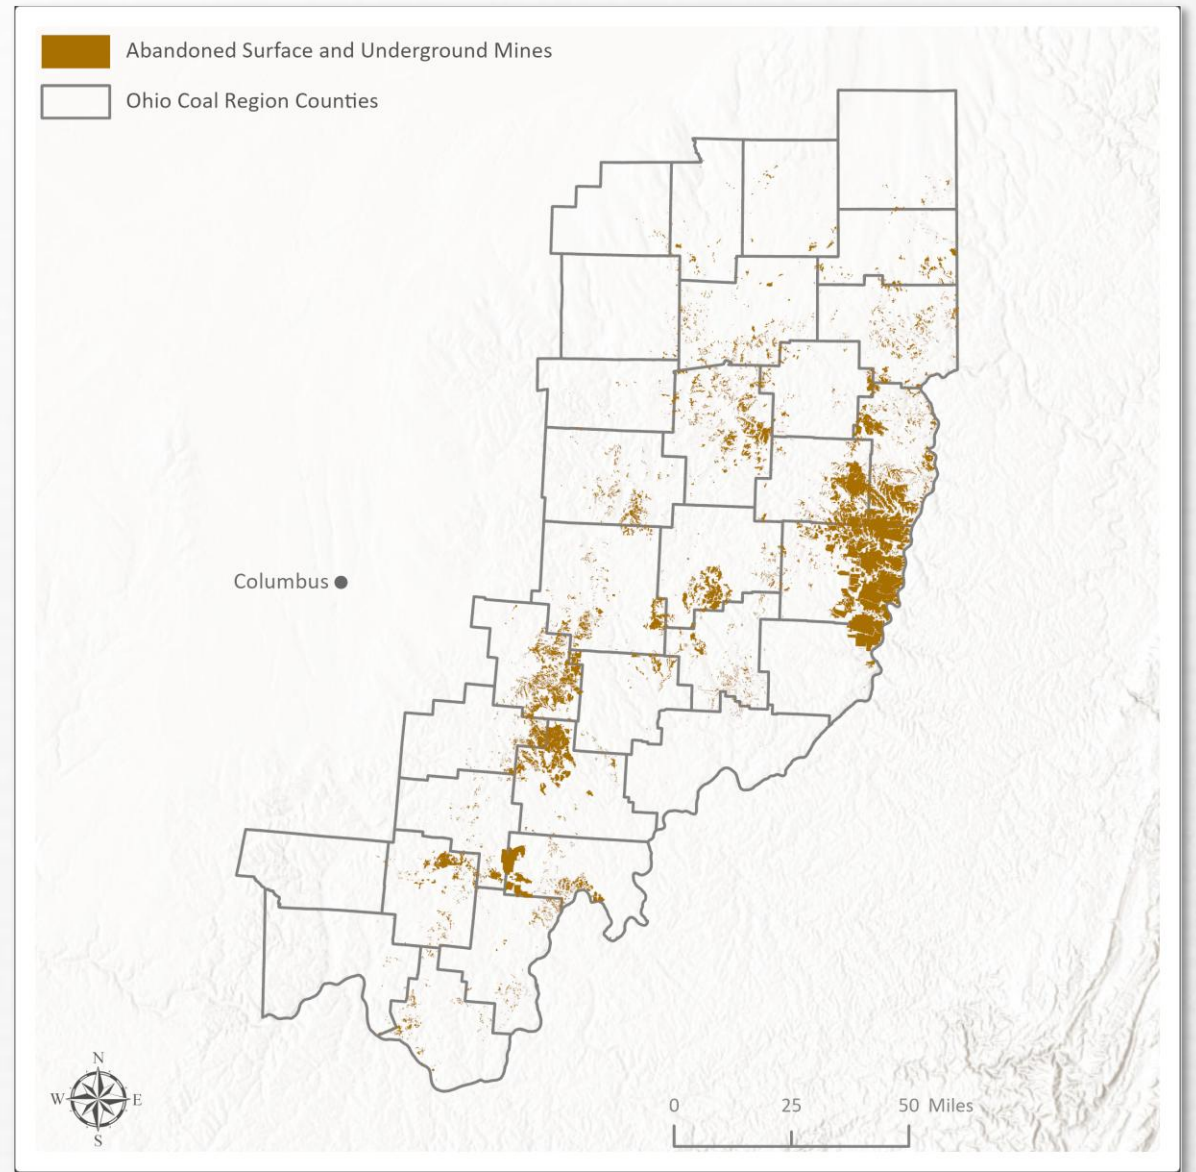 Abandoned Surface and Underground Mines
Ohio Coal Region Counties
Columbus
N
W E
S
0 25 50 Miles